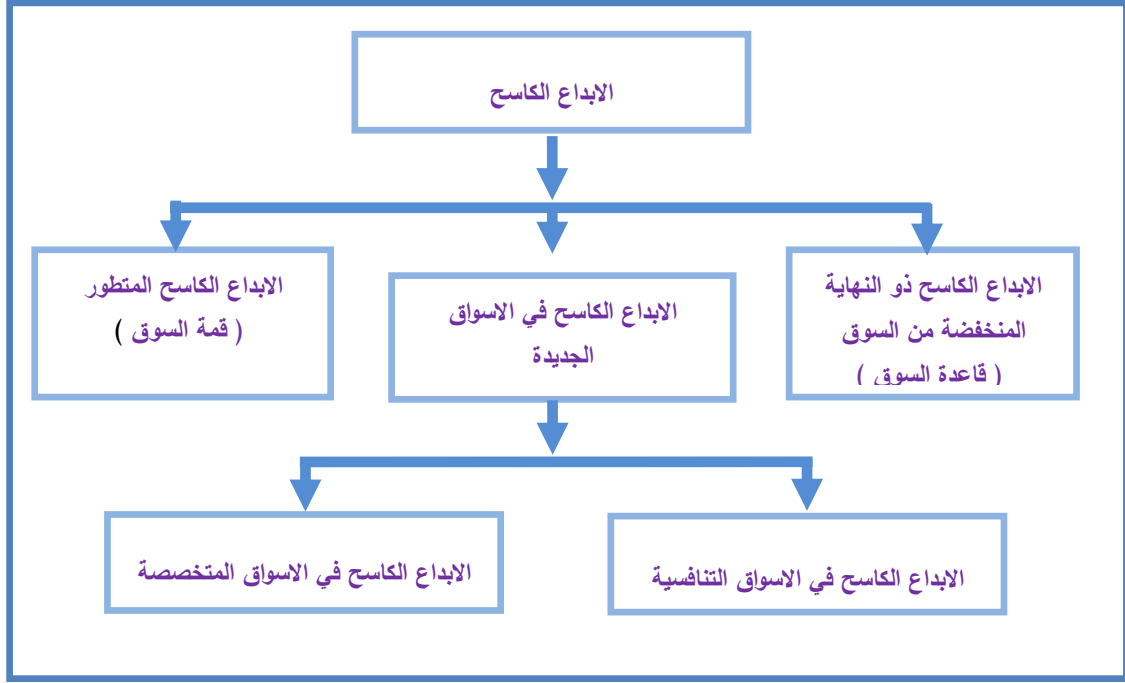 الابداع الكاسح
الابداع الكاسح ذو النهاية
المنخفضة من السوق
( قاعدة السوق )
الابداع الكاسح في الاسواق
الجديدة
الابداع الكاسح المتطور
( قمة السوق )
الابداع الكاسح في الاسواق التنافسية
الابداع الكاسح في الاسواق المتخصصة